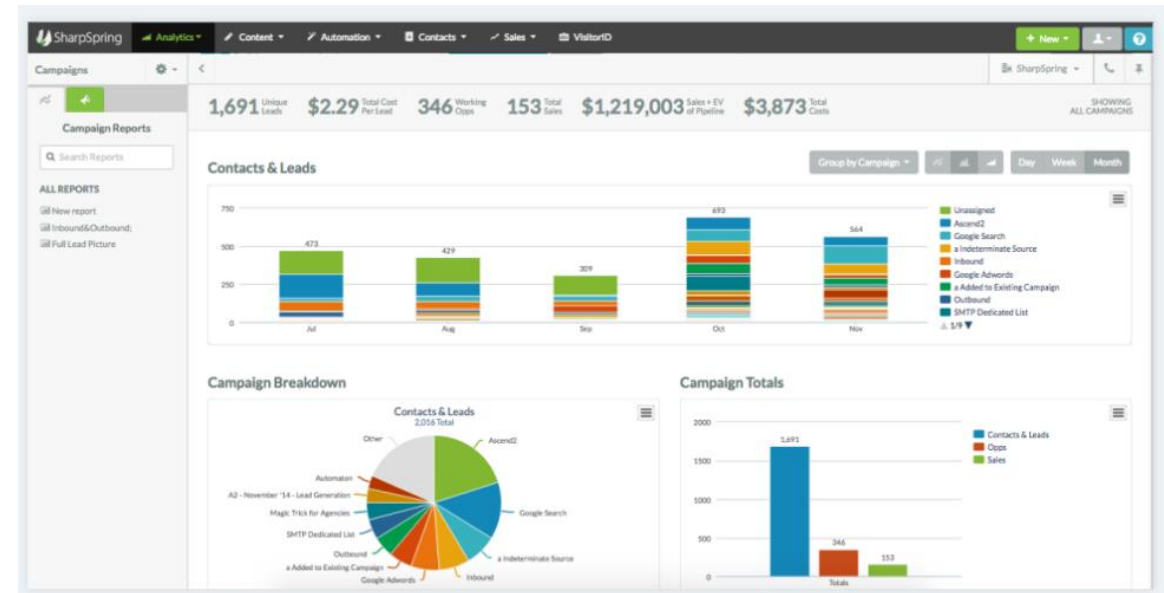 SharpSpring Analytics Content Automation Contacts Sales VisitorID + New ?
Campaigns SharpSpring
1,691 Unique Leads $2.29 Total Cost Per Lead 346 Working Opps 153 Total Sales $1,219,003 Sales + EV of Pipeline $3,873 Total Costs SHOWING ALL CAMPAIGNS
Campaign Reports
Search Reports
ALL REPORTS
New report
Inbound&Outbound;
Full Lead Picture
Contacts & Leads
Group by Campaign Day Week Month
750
500
250
0
473
429
309
693
564
Jul Aug Sep Oct Nov
Unassigned
Ascend2
Google Search
a Indeterminate Source
Inbound
Google Adwords
a Added to Existing Campaign
Outbound
SMTP Dedicated List
1/9
Campaign Breakdown
Contacts & Leads
2,016 Total
Other
Ascend2
Automaton
A2 - November '14 - Lead Generation
Magic Trick for Agencies
Google Search
SMTP Dedicated List
Outbound
a Indeterminate Source
a Added to Existing Campaign
Google Adwords
Inbound
Campaign Totals
2000
1500
1000
500
0
1,691
346
153
Totals
Contacts & Leads
Opps
Sales